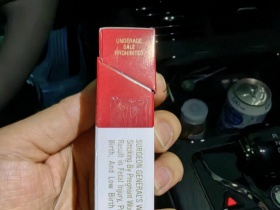 UNDERAGE
SALE
PROHIBITED
SURGEON GENERAL'S W
Smoking By Pregnant Wo
Result in Fetal Injury, P
Birth, And Low Birth